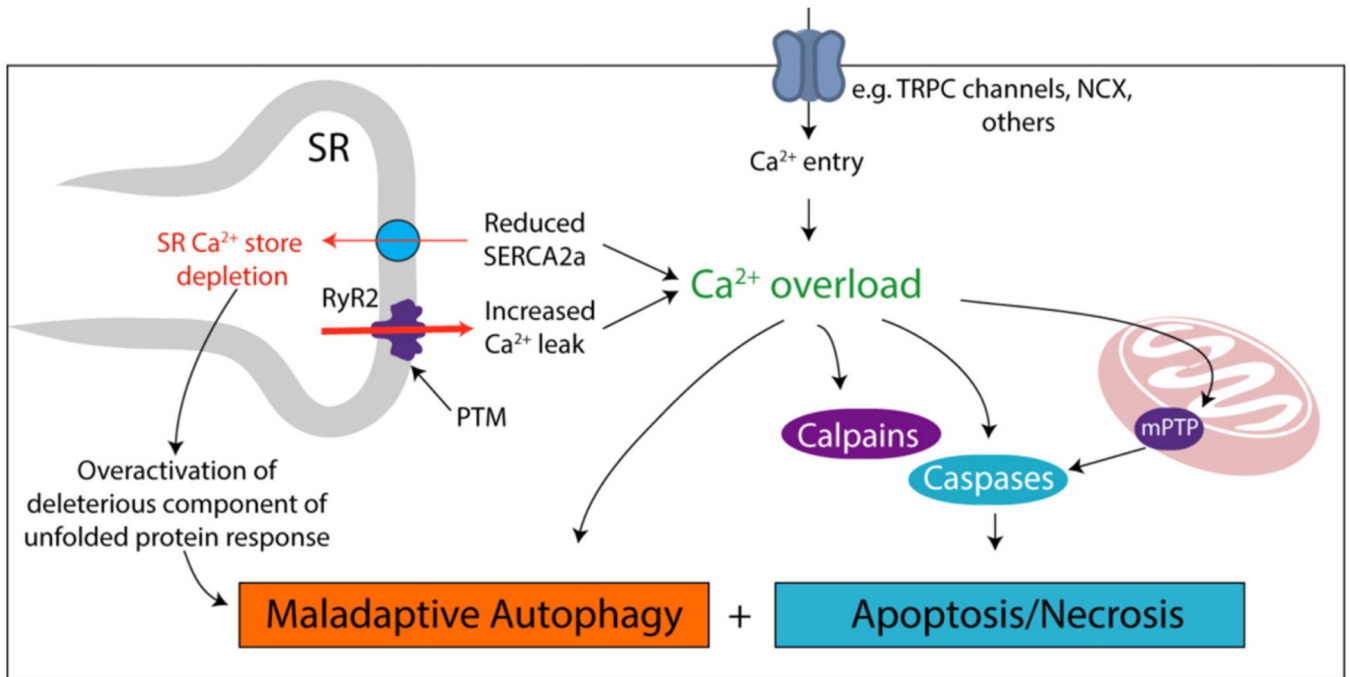 e.g. TRPC channels, NCX,
others
Ca²⁺ entry
SR
Reduced
SERCA2a
SR Ca²⁺ store
depletion
Ca²⁺ overload
RyR2
Increased
Ca²⁺ leak
PTM
Calpains
mPTP
Caspases
Overactivation of
deleterious component of
unfolded protein response
Maladaptive Autophagy + Apoptosis/Necrosis